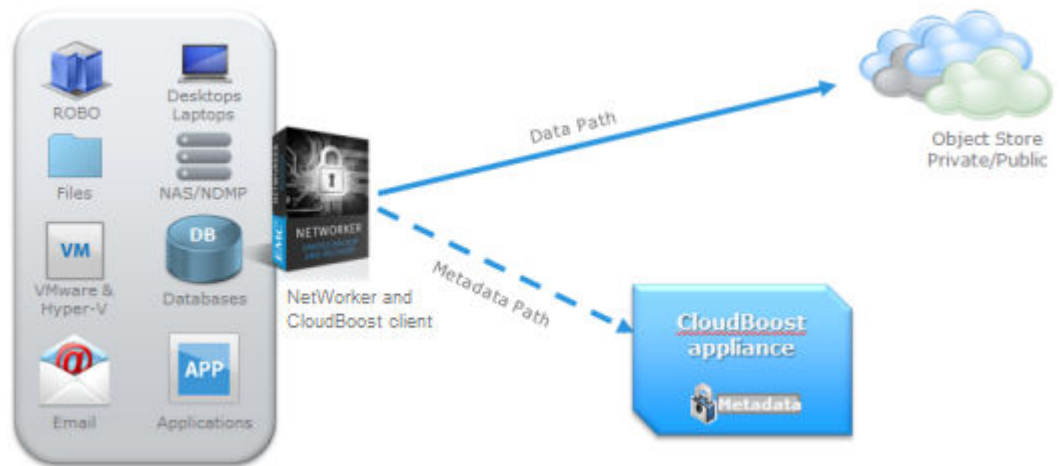 ROBO
Desktops
Laptops
Files
NAS/NDMP
VM
VMware &
Hyper-V
DB
Databases
@
Email
APP
Applications
NETWORKER
EMC²
NetWorker and
CloudBoost client
Data Path
Metadata Path
Object Store
Private/Public
CloudBoost
appliance
Metadata